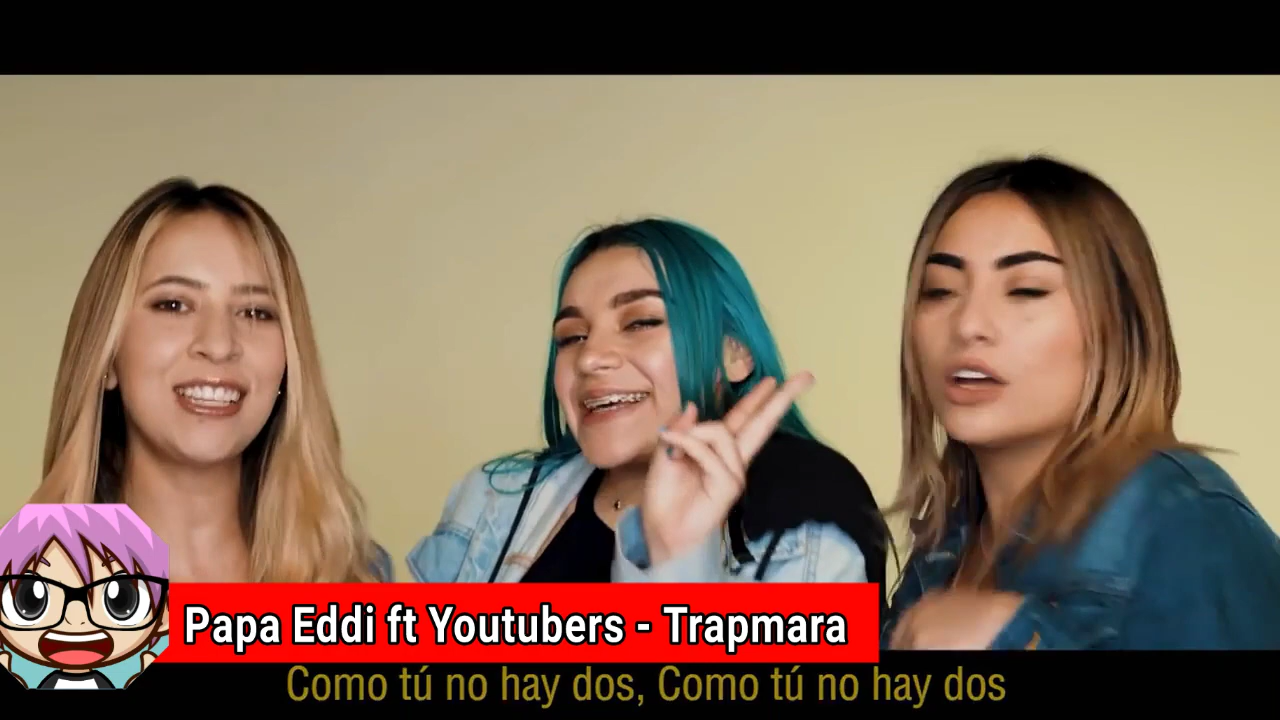 Papa Eddi ft Youtubers - Trapmara
Como tú no hay dos, Como tú no hay dos